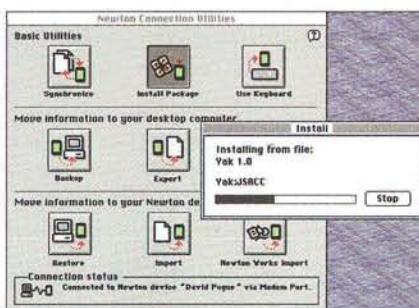 Newton Connection Utilities
Basic Utilities
?
Synchronize
Install Package
Use Keyboard
Move information to your desktop computer
Backup
Export
Move information to your Newton de
Restore
Import
Newton Works Import
Connection status
Connected to Newton device "David Pogue" via Modem Port.
Install
Installing from file:
Yak 1.0
Yak:JSACC
Stop